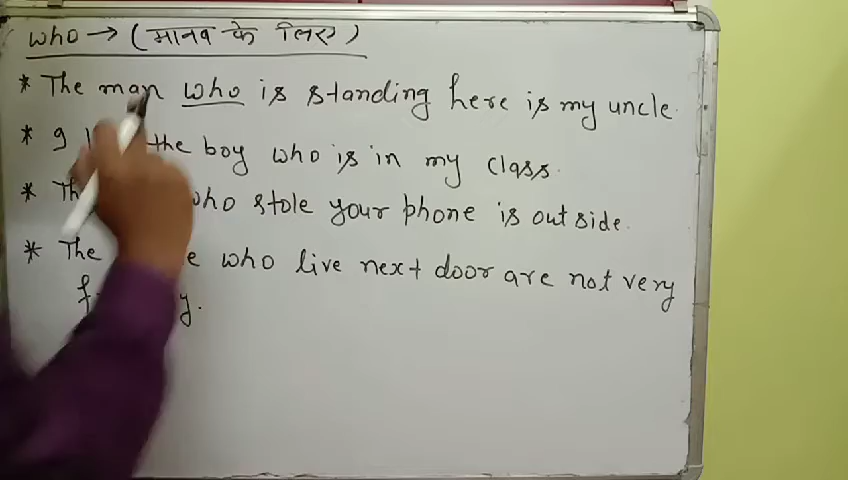 who → (मानव के लिए)
* The man who is standing here is my uncle.
* I the boy who is in my class.
* who stole your phone is outside.
* The who live next door are not very